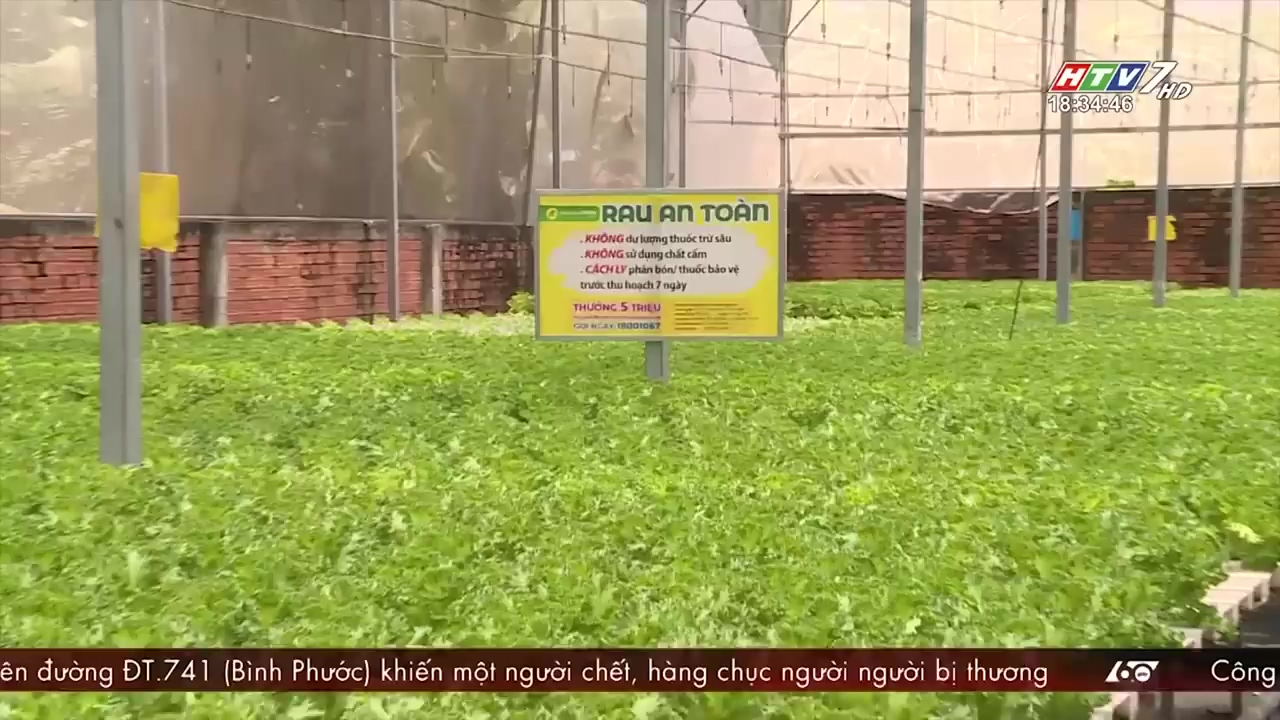 HTV7 HD
18:34:46
RAU AN TOÀN
. KHÔNG dư lượng thuốc trừ sâu
. KHÔNG sử dụng chất cấm
. CÁCH LY phân bón/ thuốc bảo vệ
trước thu hoạch 7 ngày
THƯỞNG 5 TRIỆU
GỌI NGAY: 18001067
ên đường ĐT.741 (Bình Phước) khiến một người chết, hàng chục người người bị thương
Công